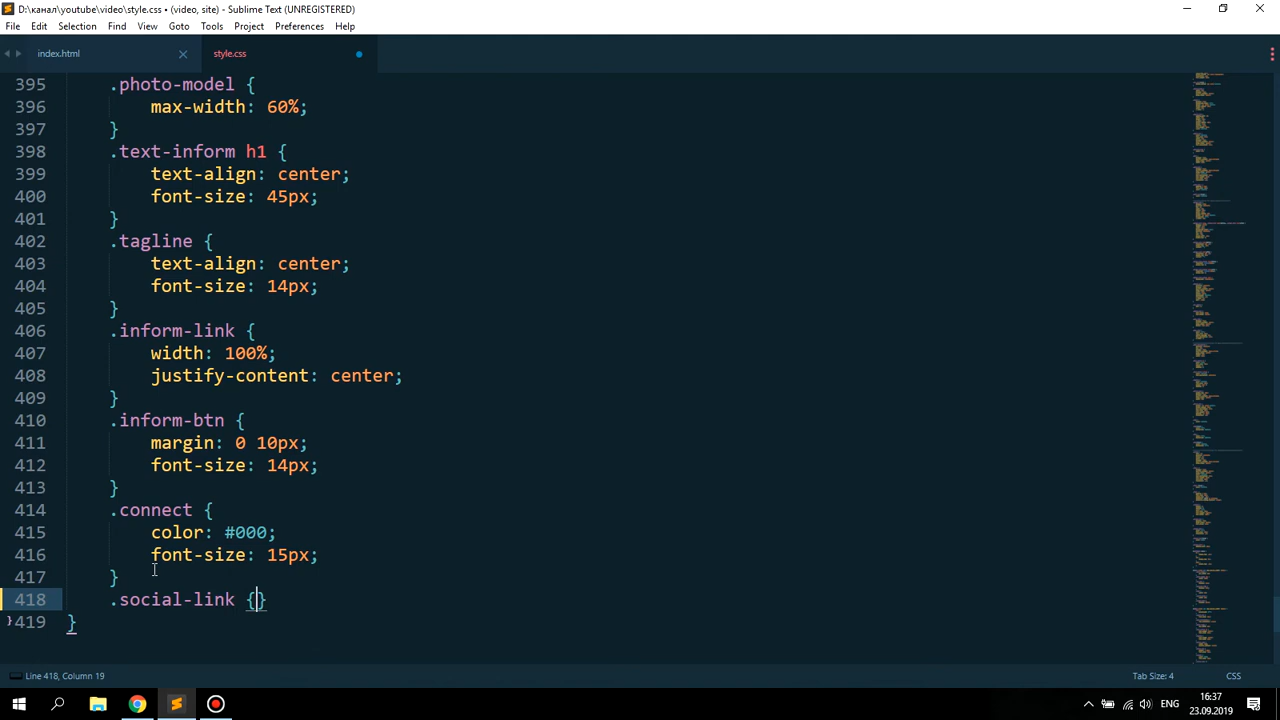 D:\канал\youtube\video\style.css • (video, site) - Sublime Text (UNREGISTERED)
File Edit Selection Find View Goto Tools Project Preferences Help
index.html style.css
395 .photo-model {
396 max-width: 60%;
397 }
398 .text-inform h1 {
399 text-align: center;
400 font-size: 45px;
401 }
402 .tagline {
403 text-align: center;
404 font-size: 14px;
405 }
406 .inform-link {
407 width: 100%;
408 justify-content: center;
409 }
410 .inform-btn {
411 margin: 0 10px;
412 font-size: 14px;
413 }
414 .connect {
415 color: #000;
416 font-size: 15px;
417 }
418 .social-link {}
419 }
Line 418, Column 19 Tab Size: 4 CSS
ENG 16:37
23.09.2019